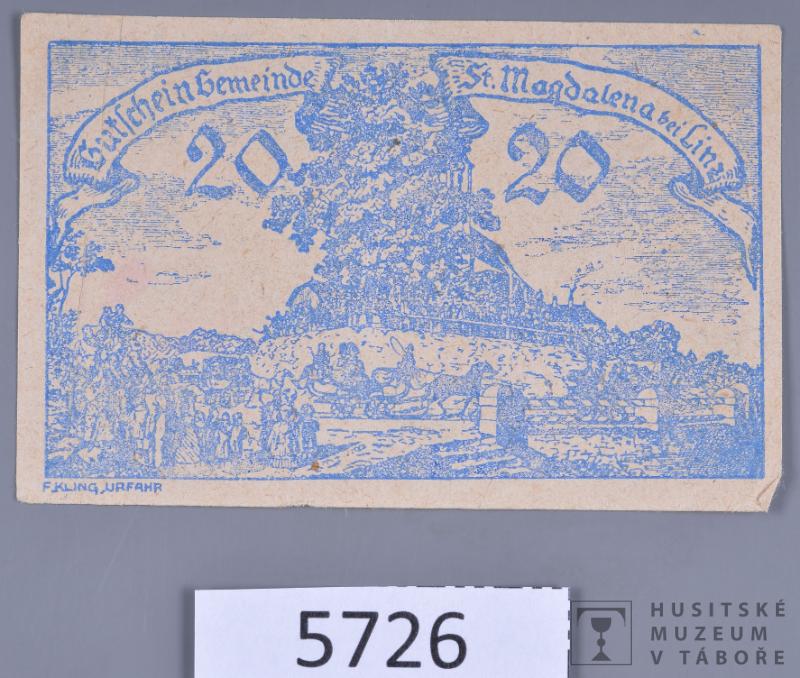 Gutschein Gemeinde
St. Magdalena bei Linz
20
20
F. KLING, URFAHR
5726
HUSITSKÉ
MUZEUM
V TÁBOŘE